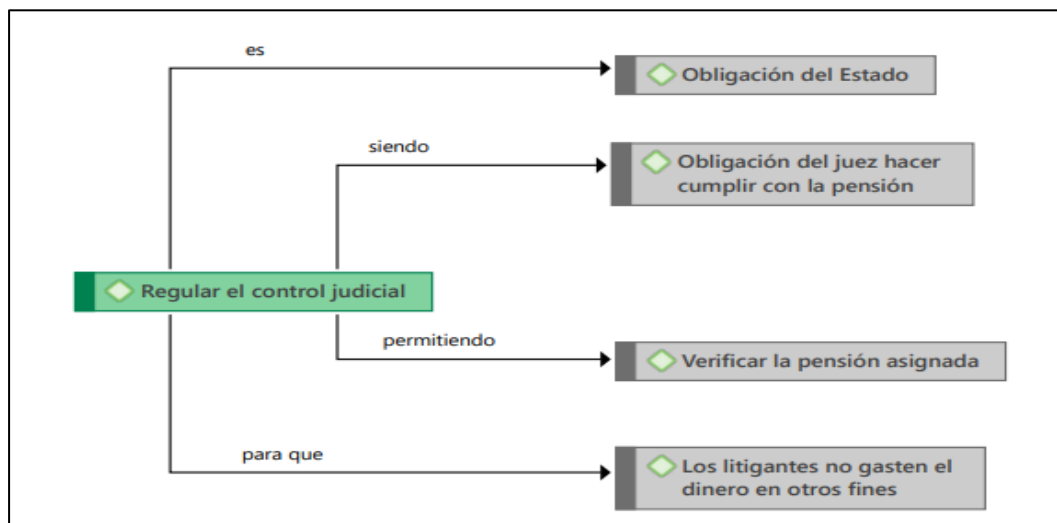 es
Obligación del Estado
siendo
Obligación del juez hacer
cumplir con la pensión
Regular el control judicial
permitiendo
Verificar la pensión asignada
para que
Los litigantes no gasten el
dinero en otros fines